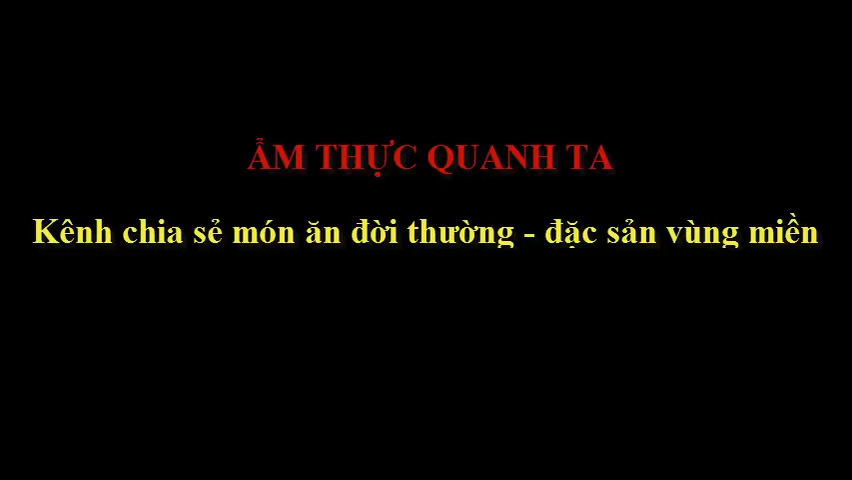 ẨM THỰC QUANH TA
Kênh chia sẻ món ăn đời thường - đặc sản vùng miền